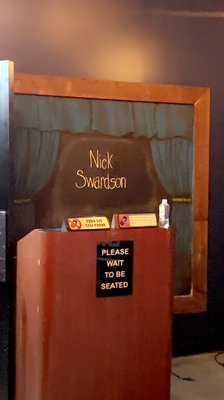 Nick
Swardson
TURN OFF
CELL PHONE
PLEASE
WAIT
TO BE
SEATED